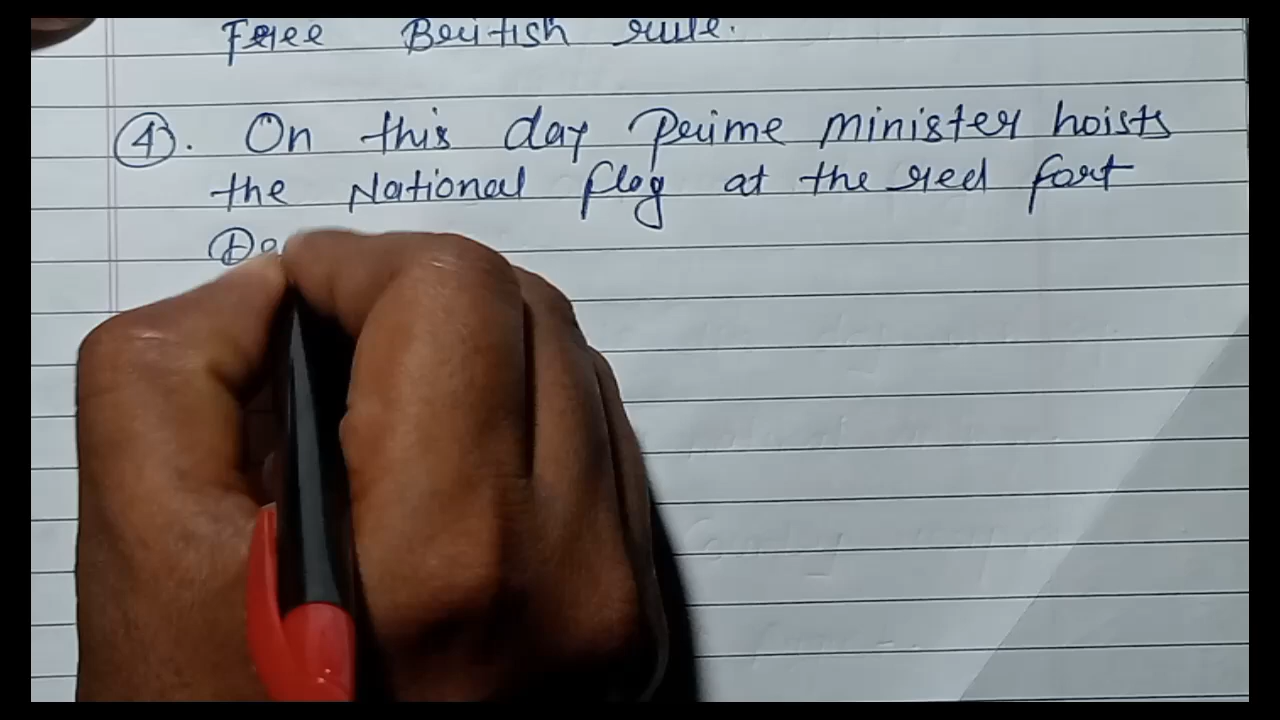 Free British rule.
4. On this day Prime minister hoists
the National flag at the red fort